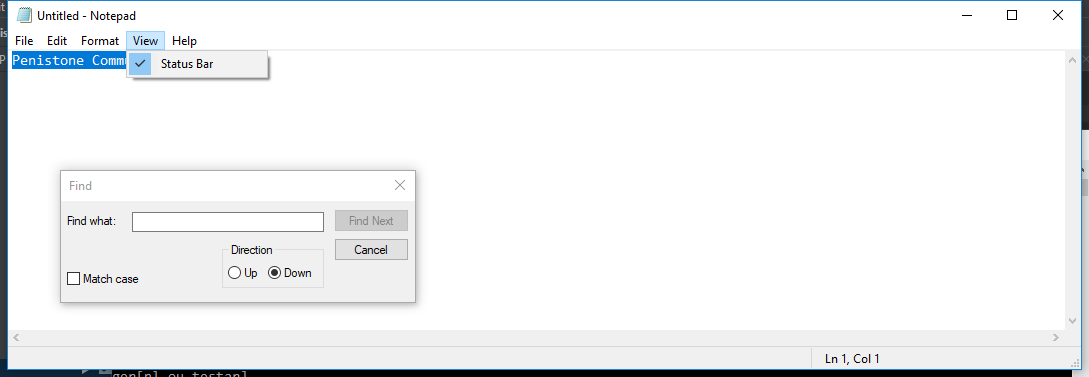 Untitled - Notepad
File Edit Format View Help
Penistone Comm
Status Bar
Find
Find what:
Find Next
Direction
Cancel
Up Down
Match case
Ln 1, Col 1